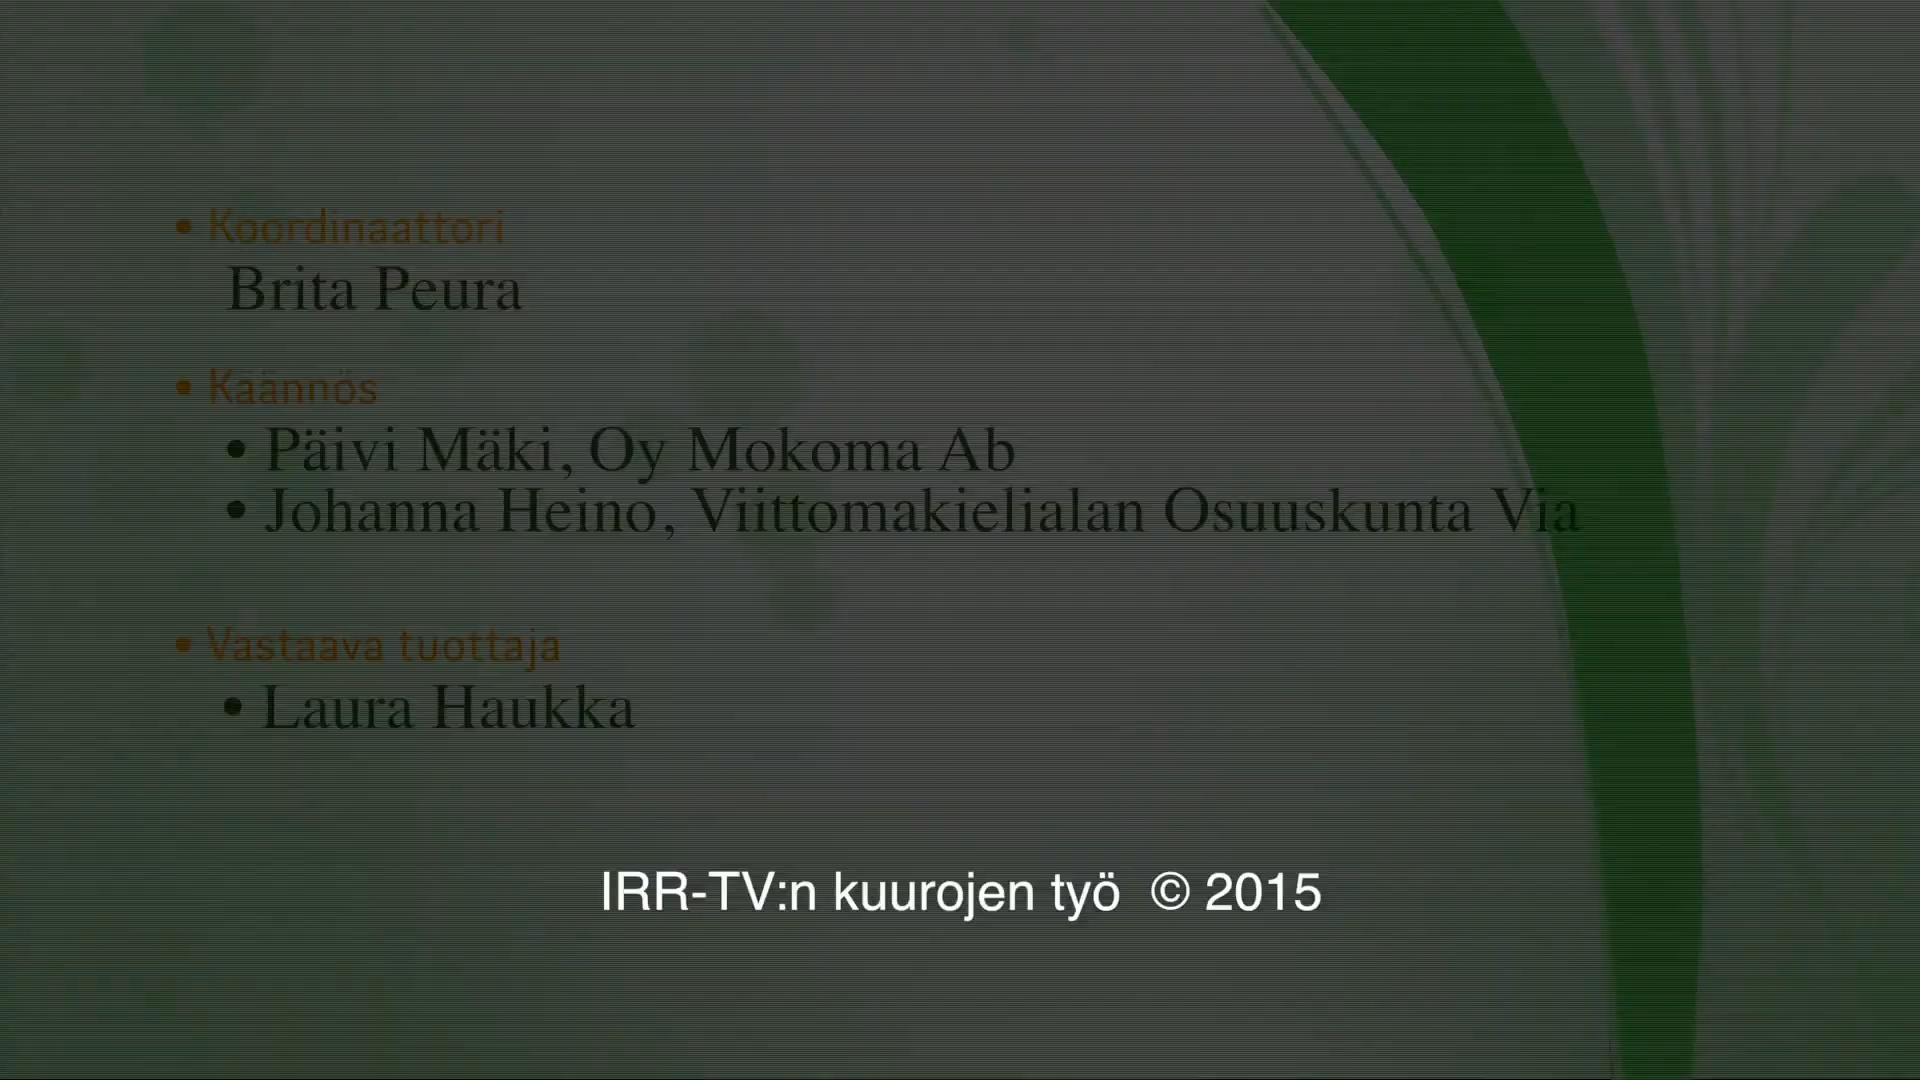 • Koordinaattori
Brita Peura
• Käännös
• Päivi Mäki, Oy Mokoma Ab
• Johanna Heino, Viittomakielialan Osuuskunta Via
• Vastaava tuottaja
• Laura Haukka
IRR-TV:n kuurojen työ © 2015